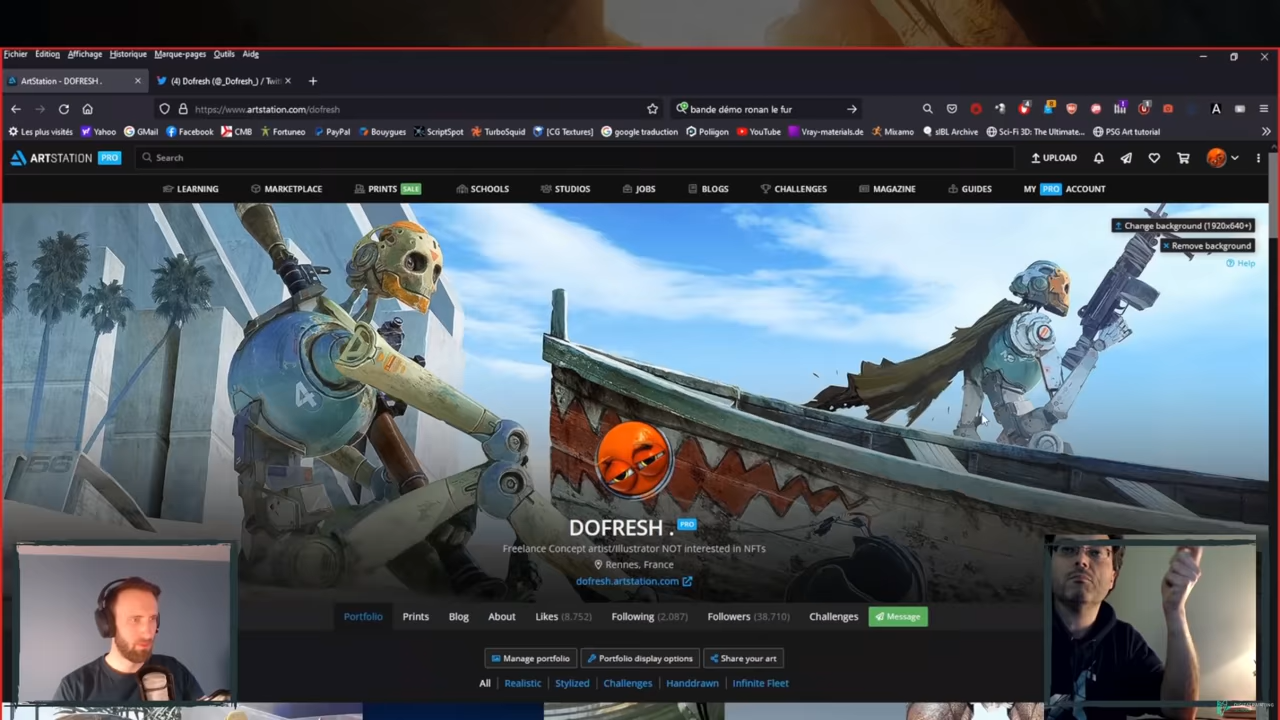 Fichier Édition Affichage Historique Marque-pages Outils Aide
ArtStation - DOFRESH .
(4) Dofresh (@_Dofresh_) / Twit
https://www.artstation.com/dofresh
bande démo ronan le fur
Les plus visités Yahoo GMail Facebook CMB Fortuneo PayPal Bouygues ScriptSpot TurboSquid [CG Textures] google traduction Poliigon YouTube Vray-materials.de Mixamo sIBL Archive Sci-Fi 3D: The Ultimate... PSG Art tutorial
ARTSTATION PRO
Search
UPLOAD
LEARNING MARKETPLACE PRINTS SALE SCHOOLS STUDIOS JOBS BLOGS CHALLENGES MAGAZINE GUIDES MY PRO ACCOUNT
Change background (1920x640+)
Remove background
Help
4
56
DOFRESH . PRO
Freelance Concept artist/Illustrator NOT interested in NFTs
Rennes, France
dofresh.artstation.com
Portfolio Prints Blog About Likes (8,752) Following (2,087) Followers (38,710) Challenges Message
Manage portfolio Portfolio display options Share your art
All Realistic Stylized Challenges Handdrawn Infinite Fleet